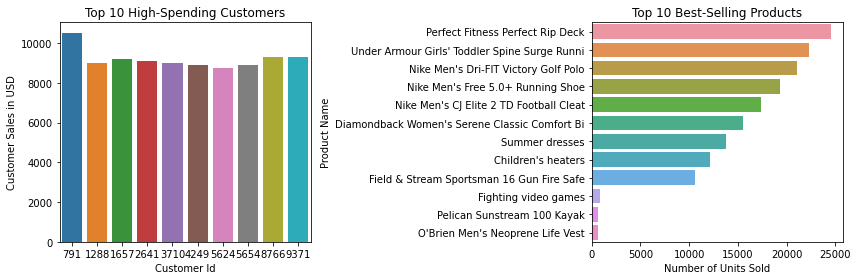 Top 10 High-Spending Customers
Customer Sales in USD
10000
8000
6000
4000
2000
0
791 1288 1657 2641 3710 4249 5624 5654 8766 9371
Customer Id
Top 10 Best-Selling Products
Product Name
Perfect Fitness Perfect Rip Deck
Under Armour Girls' Toddler Spine Surge Runni
Nike Men's Dri-FIT Victory Golf Polo
Nike Men's Free 5.0+ Running Shoe
Nike Men's CJ Elite 2 TD Football Cleat
Diamondback Women's Serene Classic Comfort Bi
Summer dresses
Children's heaters
Field & Stream Sportsman 16 Gun Fire Safe
Fighting video games
Pelican Sunstream 100 Kayak
O'Brien Men's Neoprene Life Vest
0 5000 10000 15000 20000 25000
Number of Units Sold